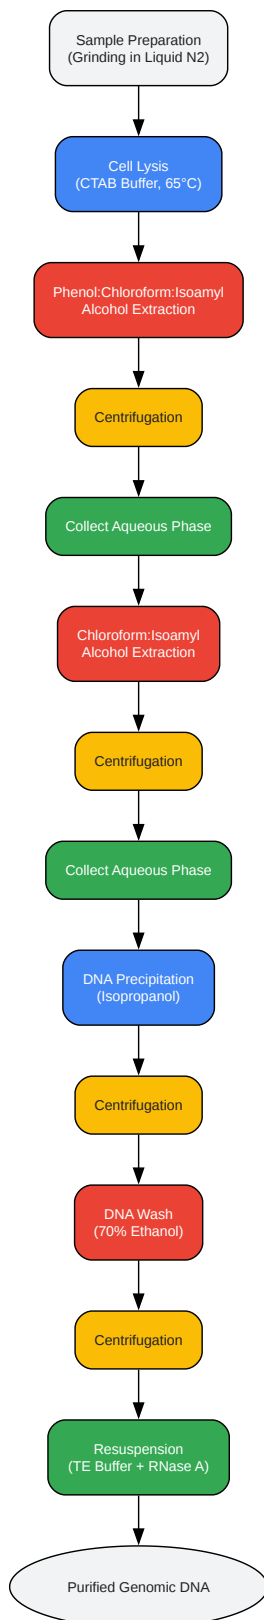 Sample Preparation
(Grinding in Liquid N2)
Cell Lysis
(CTAB Buffer, 65°C)
Phenol:Chloroform:Isoamyl
Alcohol Extraction
Centrifugation
Collect Aqueous Phase
Chloroform:Isoamyl
Alcohol Extraction
Centrifugation
Collect Aqueous Phase
DNA Precipitation
(Isopropanol)
Centrifugation
DNA Wash
(70% Ethanol)
Centrifugation
Resuspension
(TE Buffer + RNase A)
Purified Genomic DNA